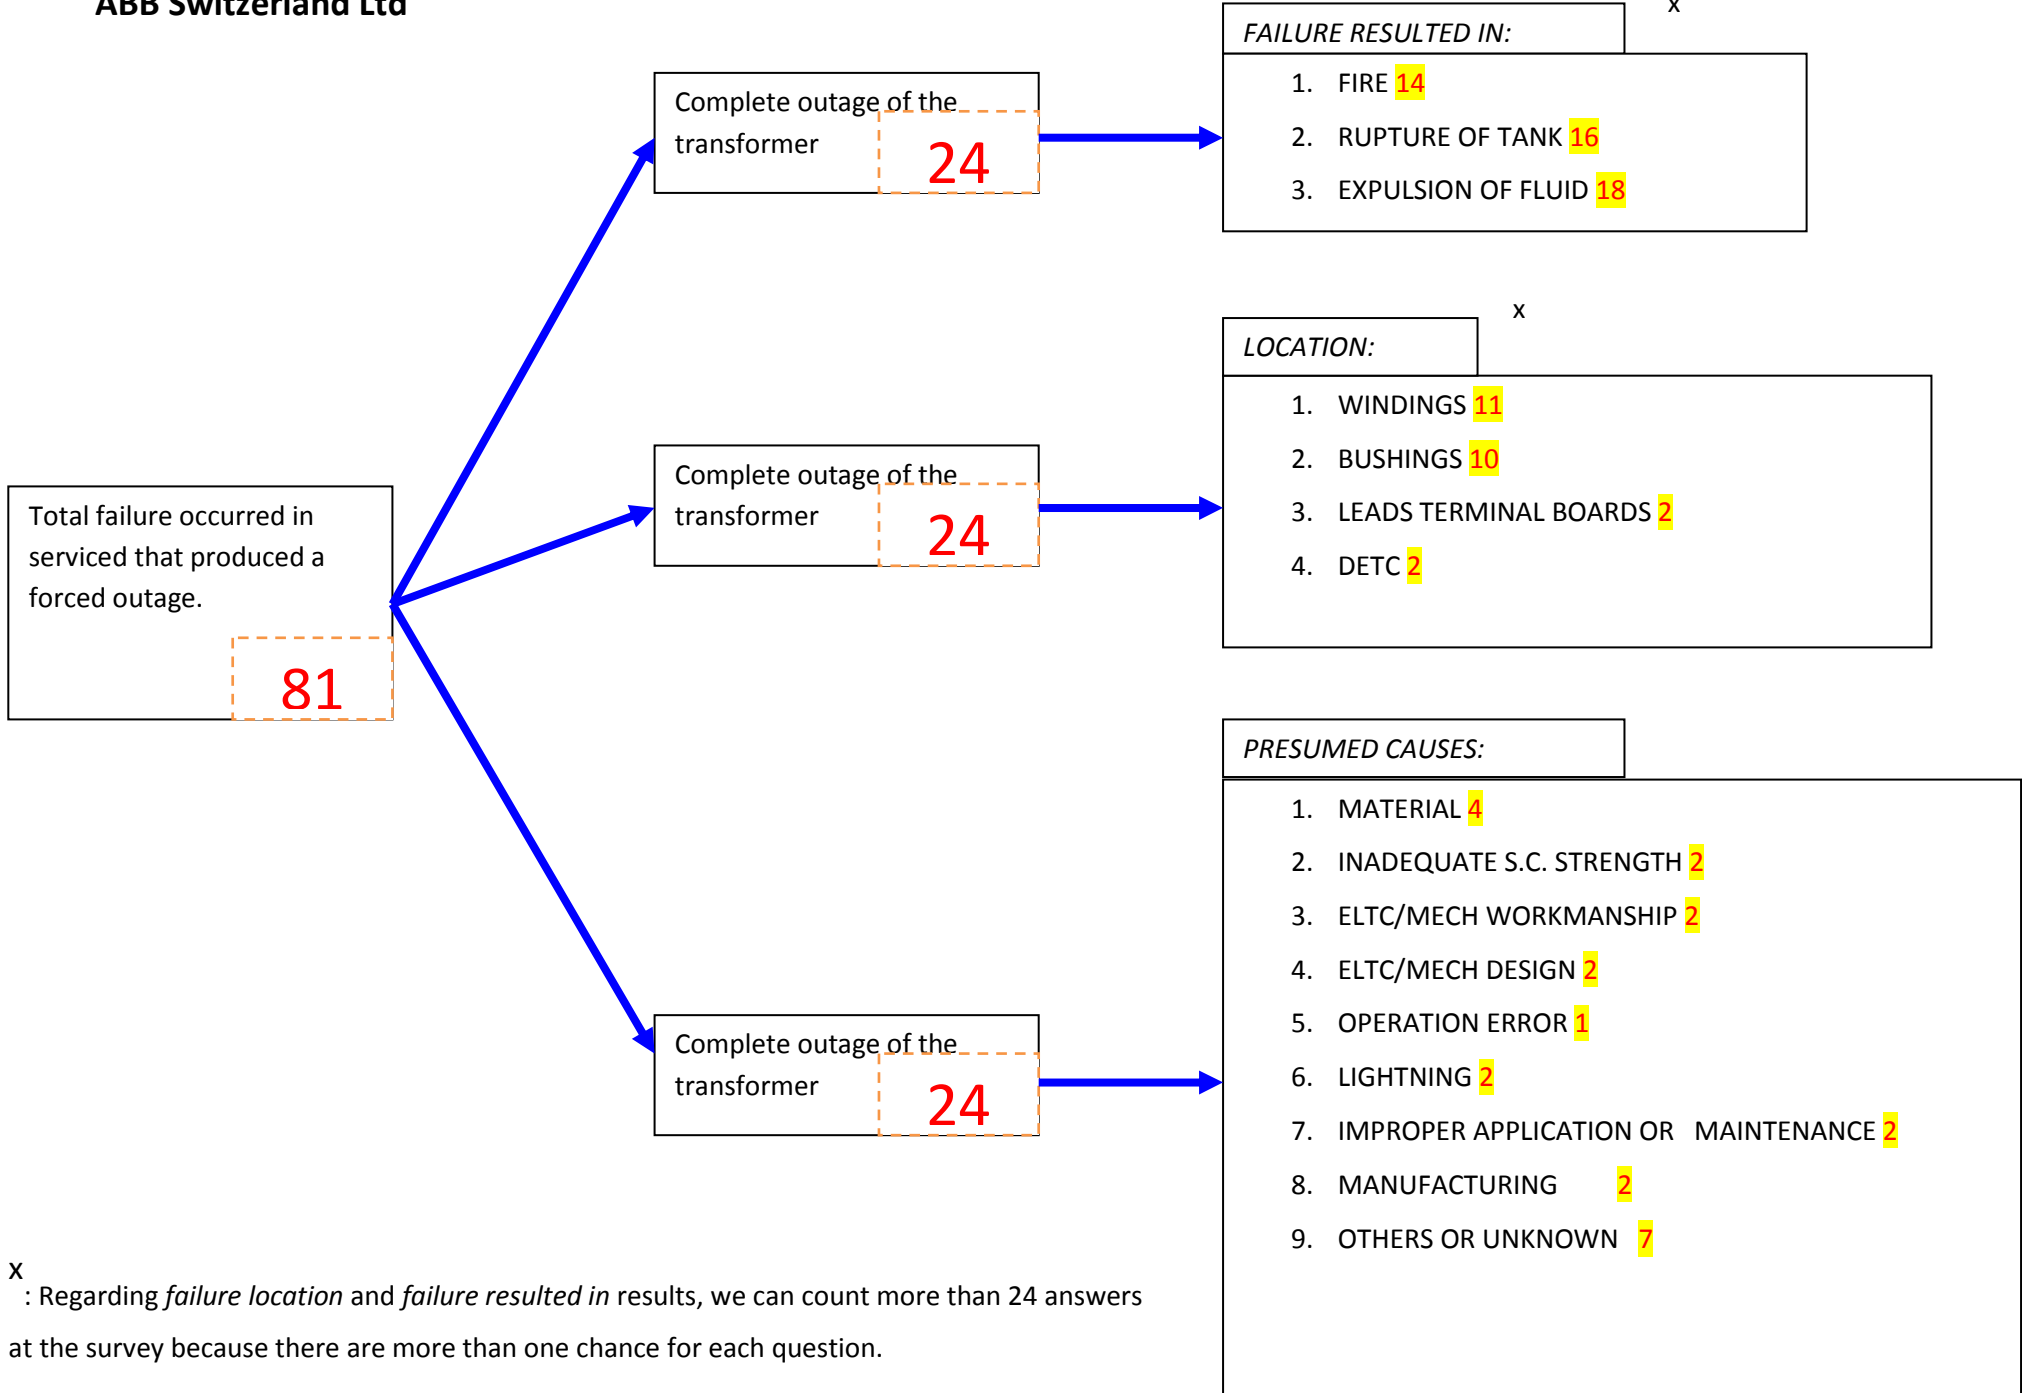 ABB Switzerland Ltd
x
FAILURE RESULTED IN:
1. FIRE 14
2. RUPTURE OF TANK 16
3. EXPULSION OF FLUID 18
Complete outage of the
transformer
24
x
LOCATION:
1. WINDINGS 11
2. BUSHINGS 10
3. LEADS TERMINAL BOARDS 2
4. DETC 2
Complete outage of the
transformer
24
Total failure occurred in
serviced that produced a
forced outage.
81
PRESUMED CAUSES:
1. MATERIAL 4
2. INADEQUATE S.C. STRENGTH 2
3. ELTC/MECH WORKMANSHIP 2
4. ELTC/MECH DESIGN 2
5. OPERATION ERROR 1
6. LIGHTNING 2
7. IMPROPER APPLICATION OR MAINTENANCE 2
8. MANUFACTURING 2
9. OTHERS OR UNKNOWN 7
Complete outage of the
transformer
24
x
: Regarding failure location and failure resulted in results, we can count more than 24 answers
at the survey because there are more than one chance for each question.